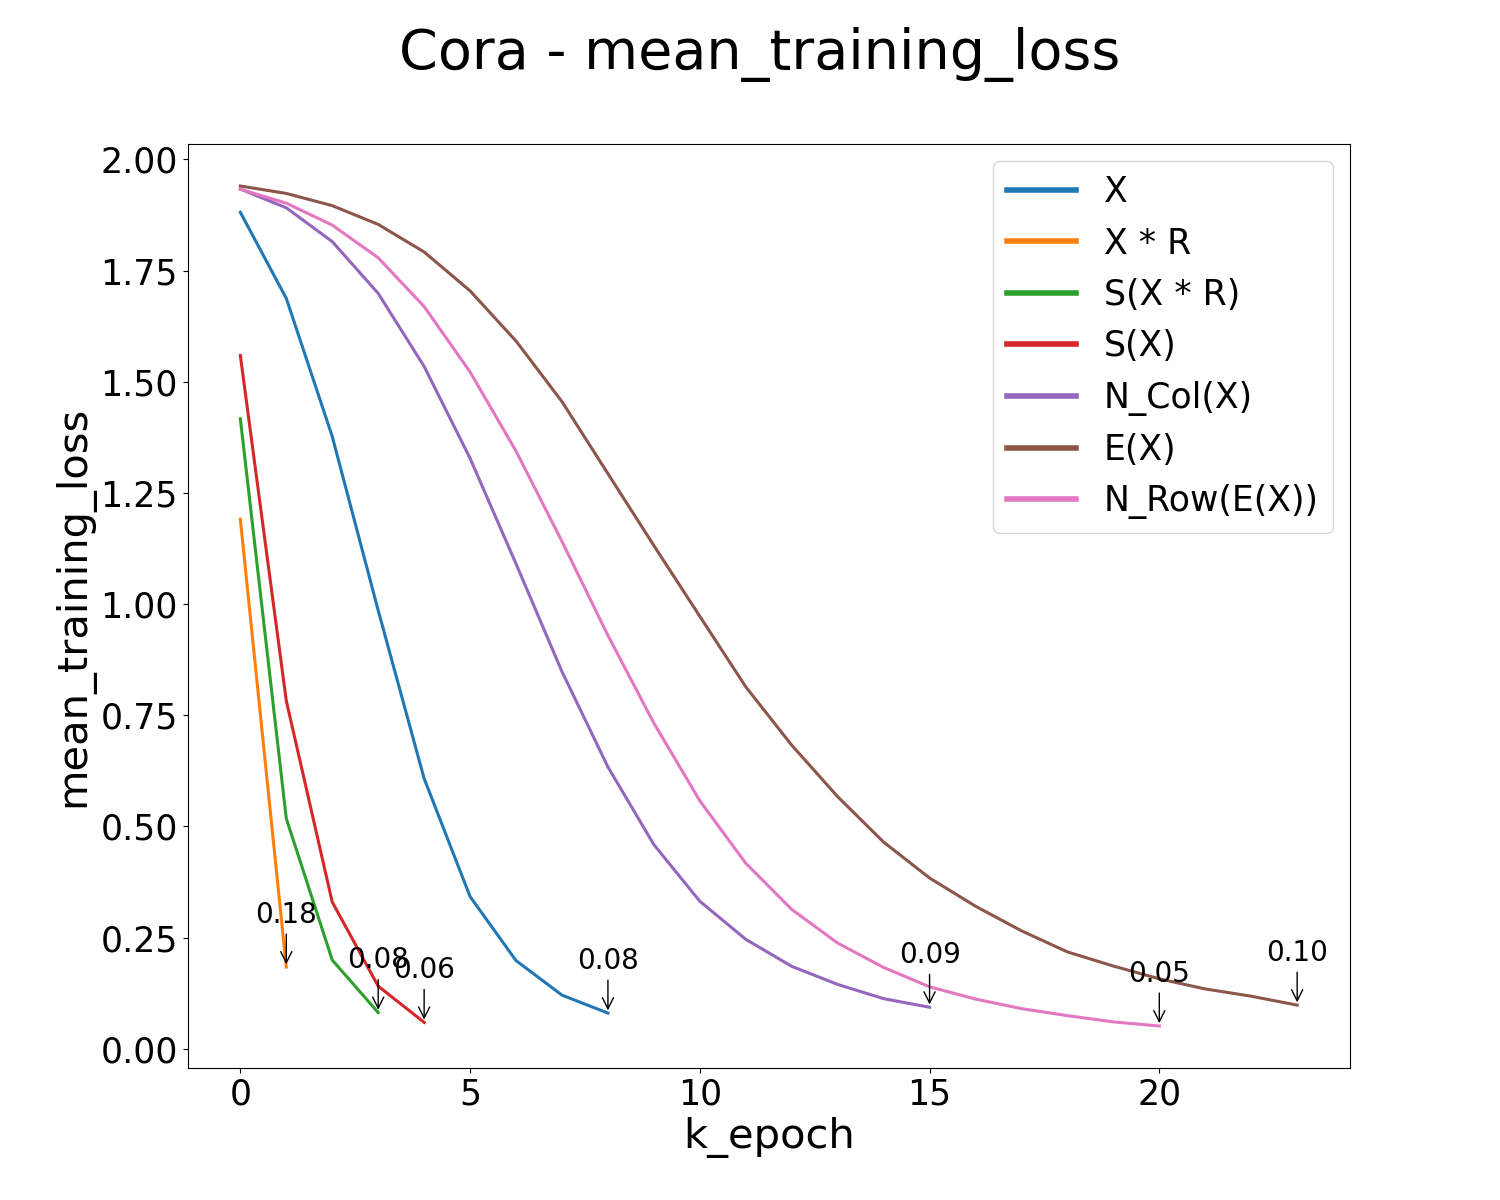 Cora - mean_training_loss
mean_training_loss
2.00
1.75
1.50
1.25
1.00
0.75
0.50
0.25
0.00
X
X * R
S(X * R)
S(X)
N_Col(X)
E(X)
N_Row(E(X))
0.18
0.08
0.06
0.08
0.09
0.05
0.10
0
5
10
15
20
k_epoch